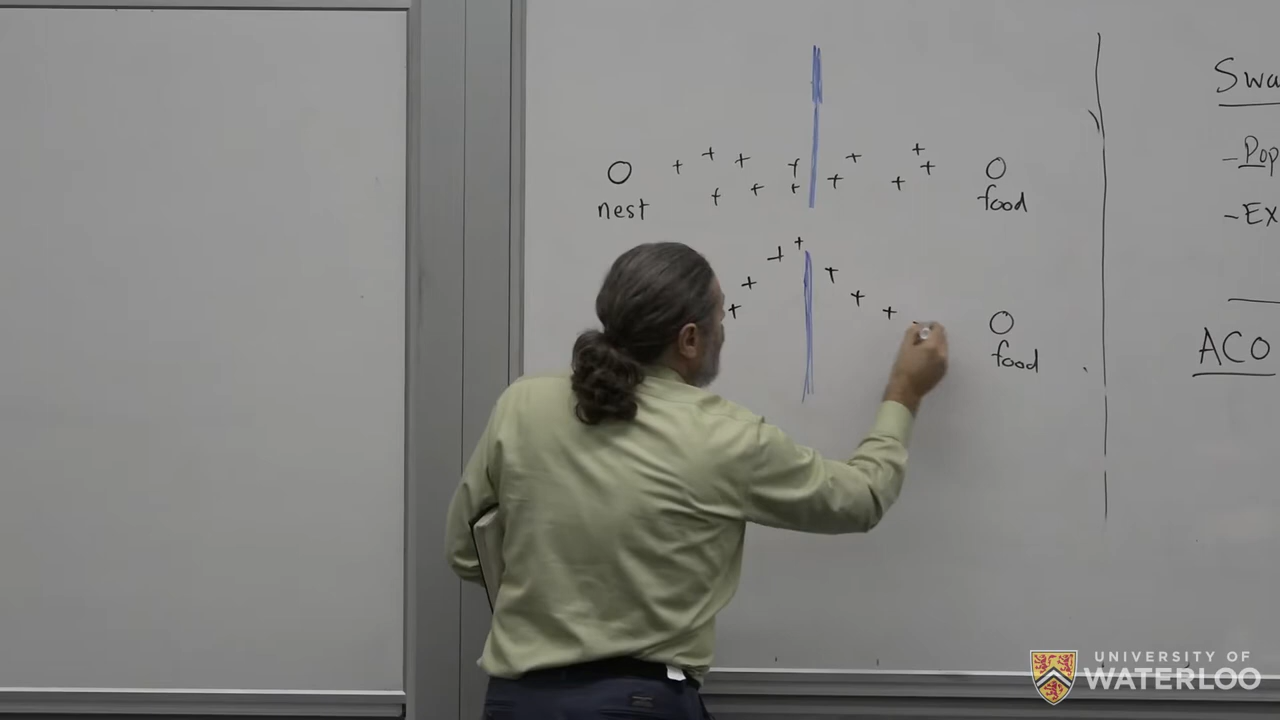 nest
food
food
Swa
-Pop
-Ex
ACO
UNIVERSITY OF
WATERLOO